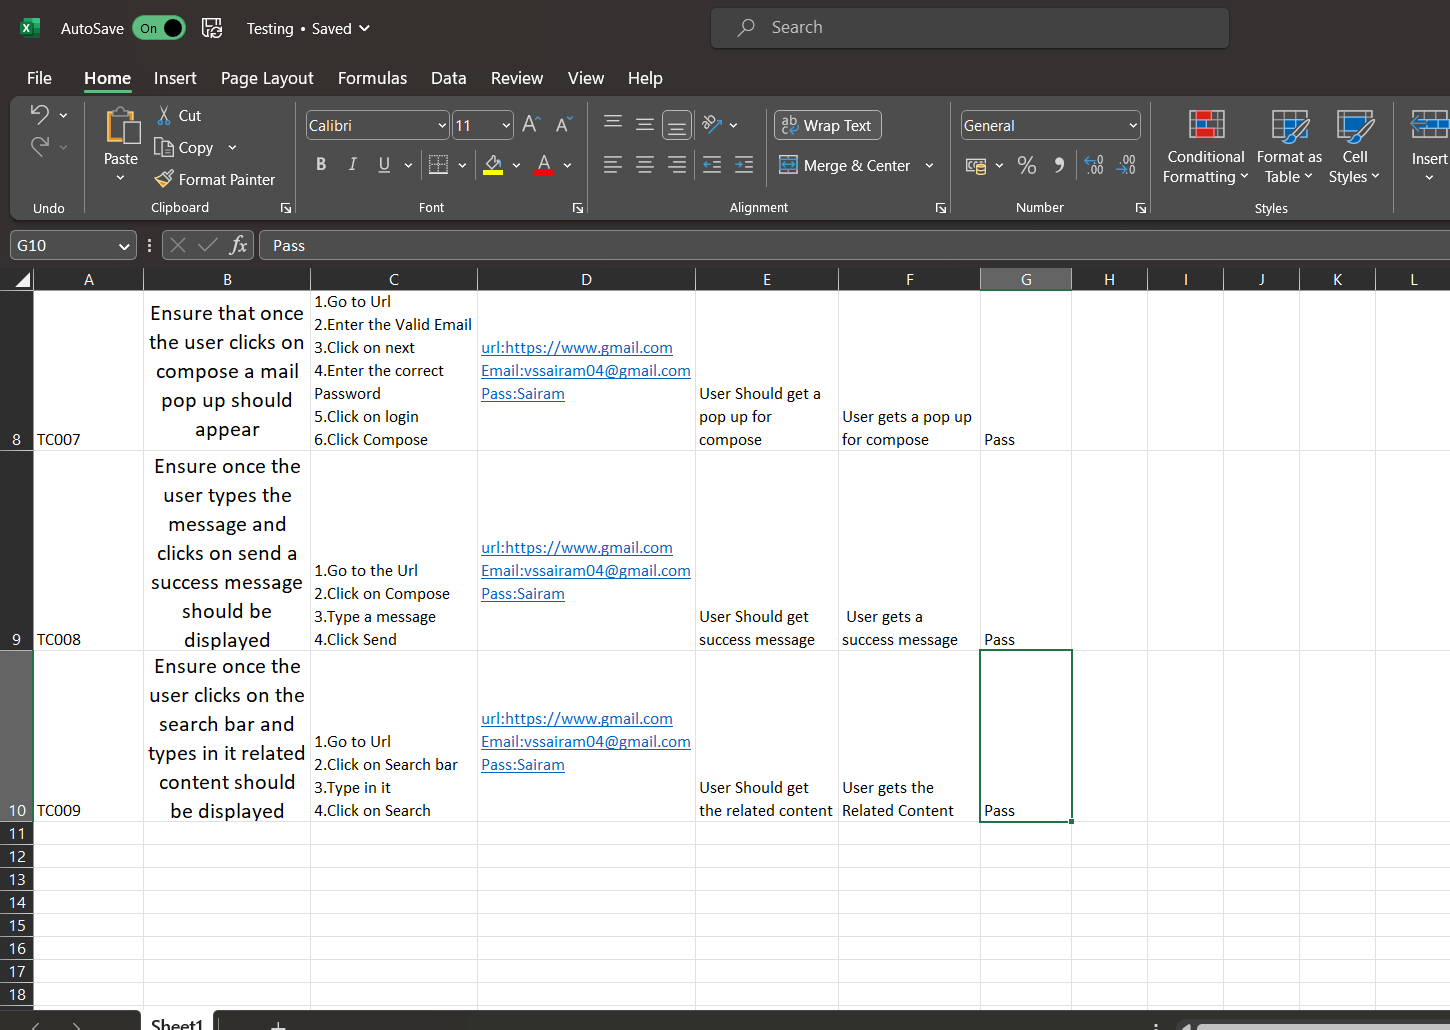 AutoSave On Testing • Saved Search
File Home Insert Page Layout Formulas Data Review View Help
Cut
Copy
Format Painter
Paste
Calibri 11
B I U A
Wrap Text
Merge & Center
General
% 
Conditional Formatting
Format as Table
Cell Styles
Insert
Undo Clipboard Font Alignment Number Styles
G10 fx Pass
A B C D E F G H I J K L
8
TC007
Ensure that once
the user clicks on
compose a mail
pop up should
appear
1.Go to Url
2.Enter the Valid Email
3.Click on next
4.Enter the correct
Password
5.Click on login
6.Click Compose
url:https://www.gmail.com
Email:vssairam04@gmail.com
Pass:Sairam
User Should get a
pop up for
compose
User gets a pop up
for compose
Pass
9
TC008
Ensure once the
user types the
message and
clicks on send a
success message
should be
displayed
1.Go to the Url
2.Click on Compose
3.Type a message
4.Click Send
url:https://www.gmail.com
Email:vssairam04@gmail.com
Pass:Sairam
User Should get
success message
User gets a
success message
Pass
10
TC009
Ensure once the
user clicks on the
search bar and
types in it related
content should
be displayed
1.Go to Url
2.Click on Search bar
3.Type in it
4.Click on Search
url:https://www.gmail.com
Email:vssairam04@gmail.com
Pass:Sairam
User Should get
the related content
User gets the
Related Content
Pass
11
12
13
14
15
16
17
18
Sheet1